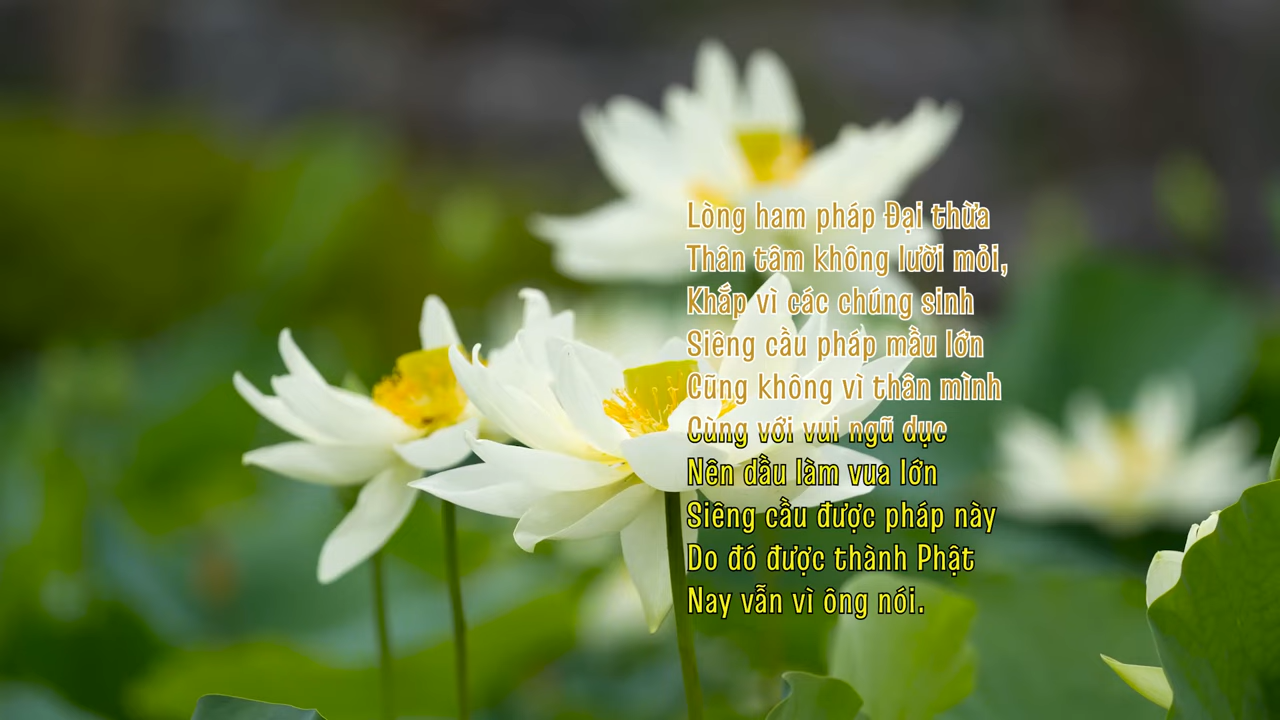 Lòng ham pháp Đại thừa
Thân tâm không lười mỏi,
Khắp vì các chúng sinh
Siêng cầu pháp mầu lớn
Cũng không vì thân mình
Cùng với vui ngũ dục
Nên dầu làm vua lớn
Siêng cầu được pháp này
Do đó được thành Phật
Nay vẫn vì ông nói.